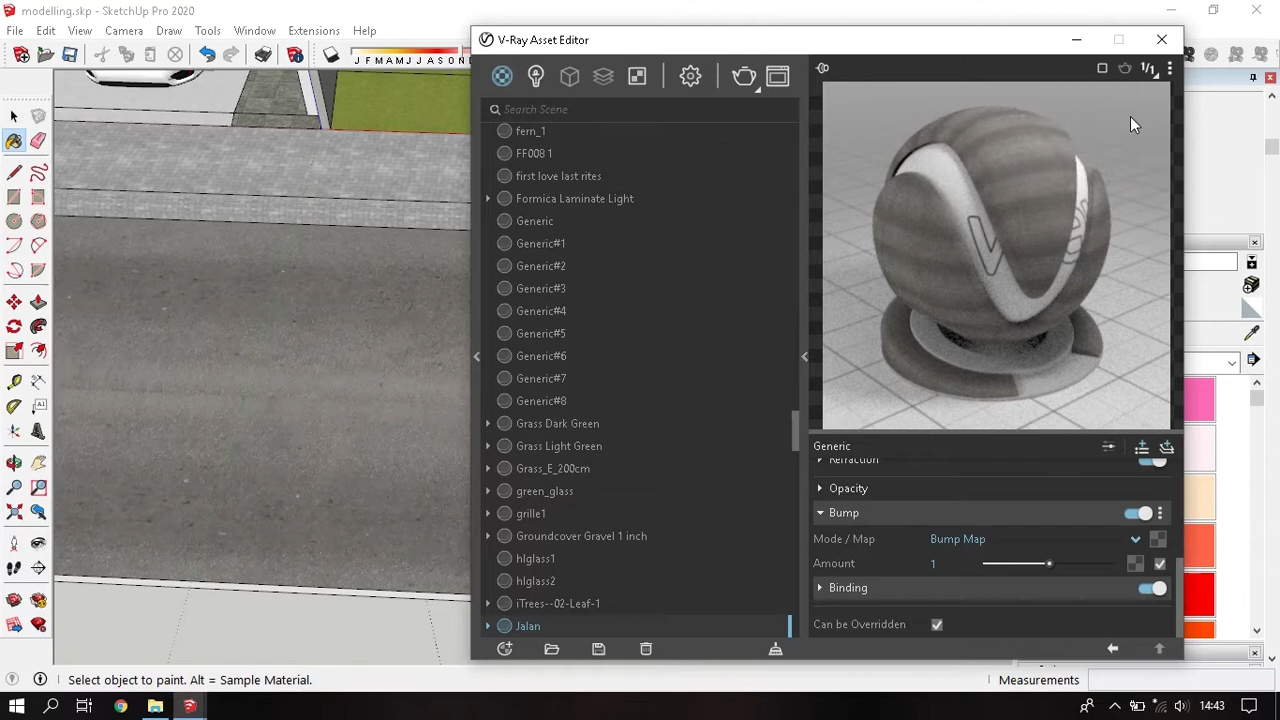 modelling.skp - SketchUp Pro 2020
File Edit View Camera Draw Tools Window Extensions Help
J F M A M J J A S O N D
V-Ray Asset Editor
Search Scene
fern_1
FF008 1
first love last rites
Formica Laminate Light
Generic
Generic#1
Generic#2
Generic#3
Generic#4
Generic#5
Generic#6
Generic#7
Generic#8
Grass Dark Green
Grass Light Green
Grass_E_200cm
green_glass
grille1
Groundcover Gravel 1 inch
hlglass1
hlglass2
iTrees--02-Leaf-1
Jalan
1/1
Generic
Refraction
Opacity
Bump
Mode / Map Bump Map
Amount 1
Binding
Can be Overridden
Select object to paint. Alt = Sample Material.
Measurements
14:43